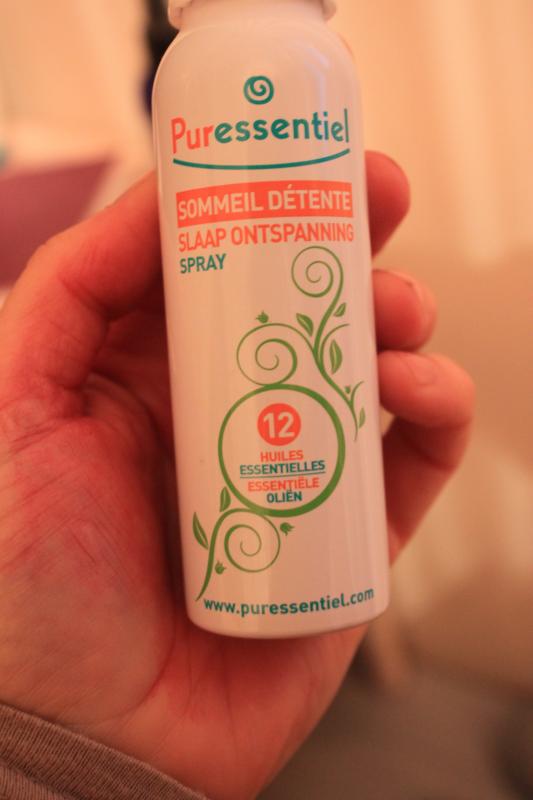 Puressentiel
SOMMEIL DÉTENTE
SLAAP ONTSPANNING
SPRAY
12
HUILES
ESSENTIELLES
ESSENTIËLE
OLIËN
www.puressentiel.com